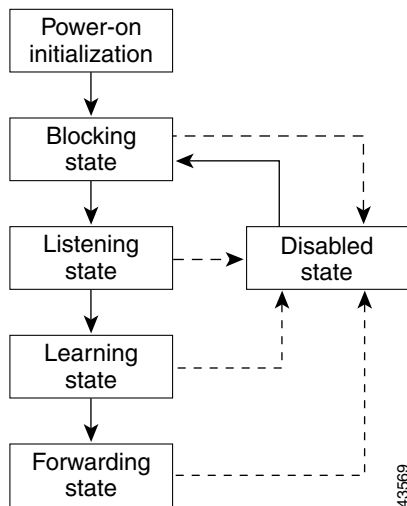 Power-on
initialization
Blocking
state
Listening
state
Disabled
state
Learning
state
Forwarding
state
43569